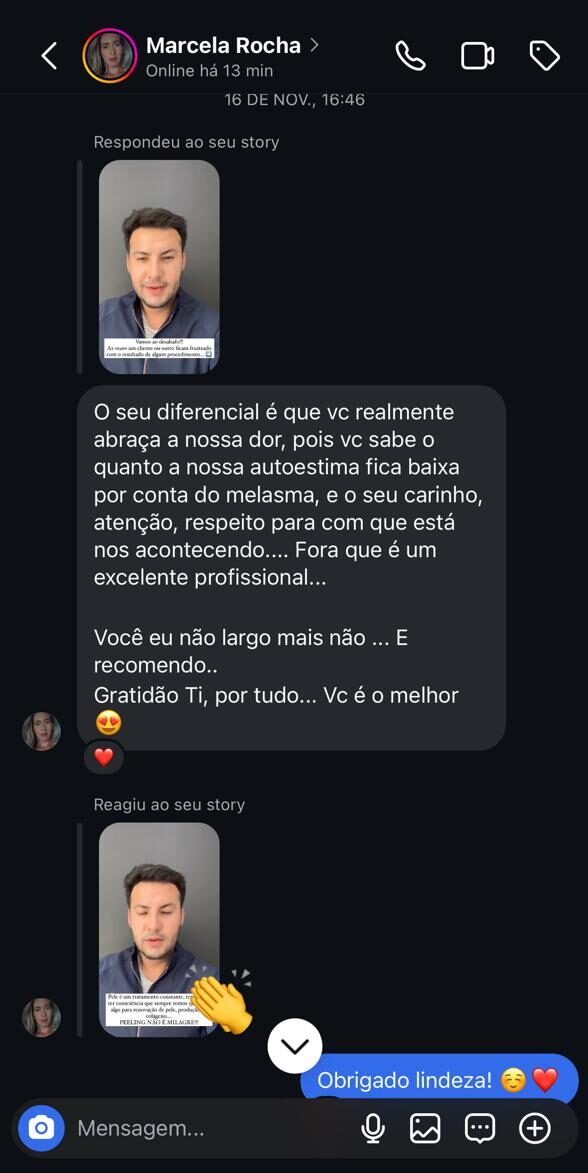 Marcela Rocha
Online há 13 min
16 DE NOV., 16:46
Respondeu ao seu story
Vamos ao desabafo!!!
As vezes um cliente ou outro ficam frustrado
com o resultado de algum procedimento...
O seu diferencial é que vc realmente
abraça a nossa dor, pois vc sabe o
quanto a nossa autoestima fica baixa
por conta do melasma, e o seu carinho,
atenção, respeito para com que está
nos acontecendo.... Fora que é um
excelente profissional...
Você eu não largo mais não ... E
recomendo..
Gratidão Ti, por tudo... Vc é o melhor
😍
❤️
Reagiu ao seu story
Pele é um tratamento constante,
ter consciência que sempre temos
algo para renovação de pele,
colágeno...
PEELING NÃO É MILAGRE!!!
👏
Obrigado lindeza! ☺️ ❤️
Mensagem...